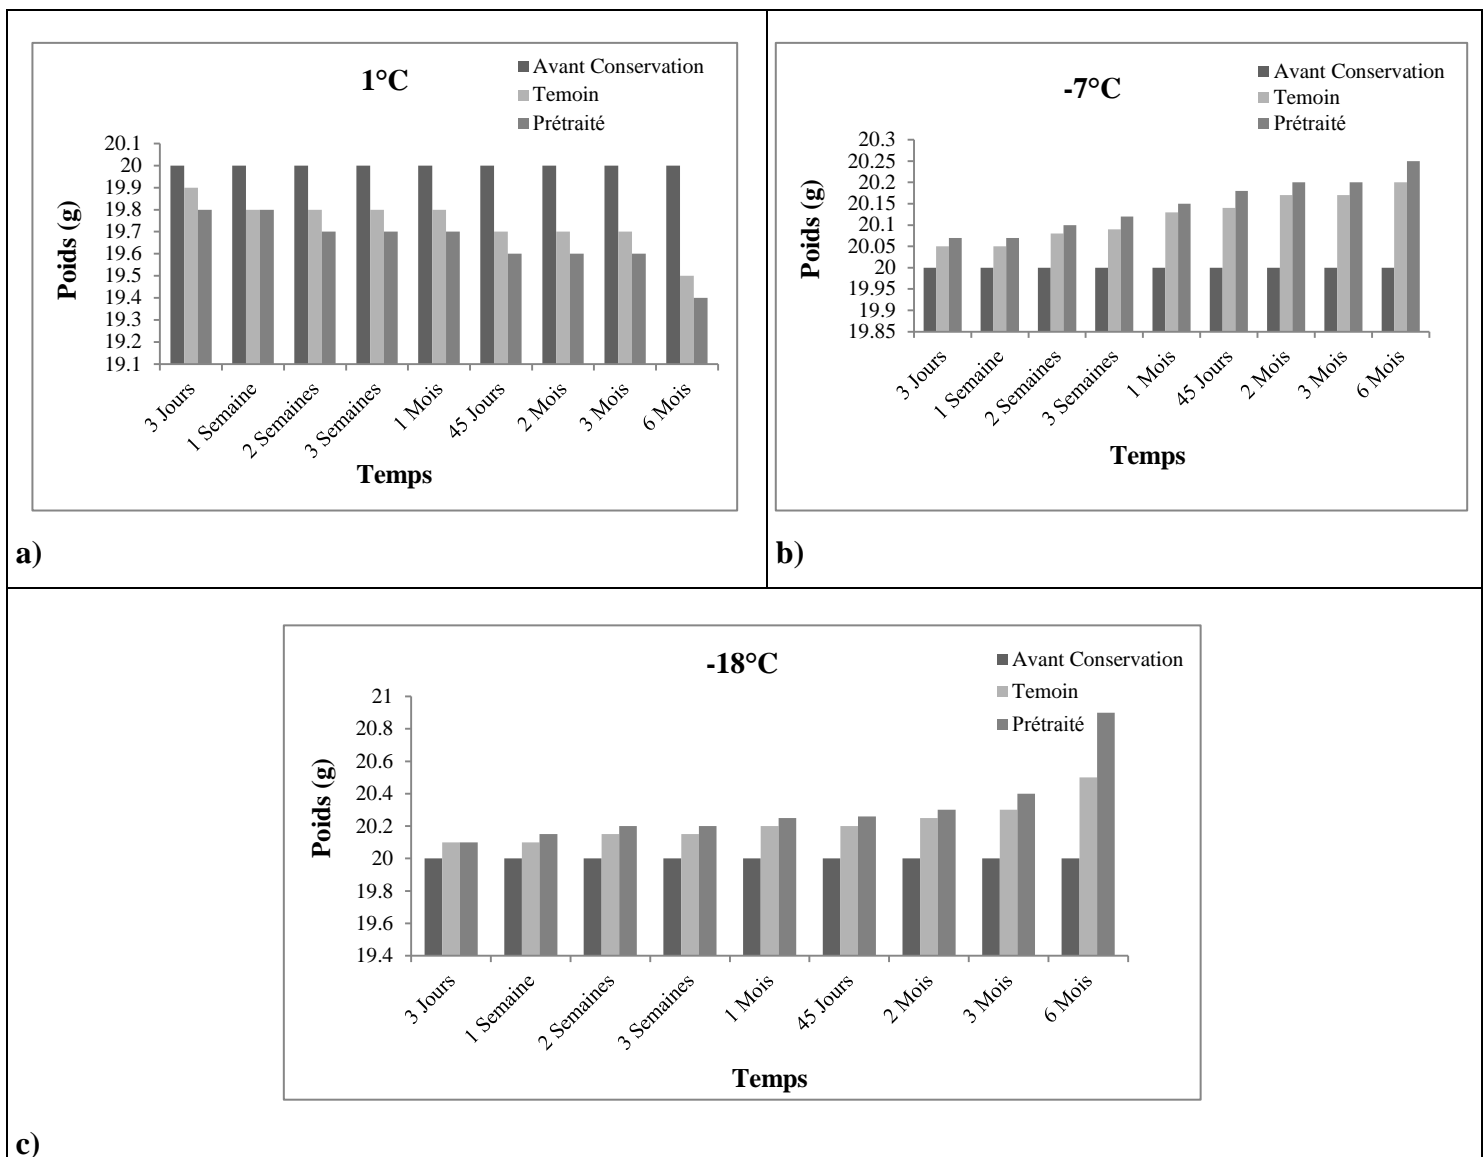 1°C
Avant Conservation
Temoin
Prétraité
20.1
20
19.9
19.8
19.7
19.6
19.5
19.4
19.3
19.2
19.1
Poids (g)
3 Jours
1 Semaine
2 Semaines
3 Semaines
1 Mois
45 Jours
2 Mois
3 Mois
6 Mois
Temps
a)
-7°C
Avant Conservation
Temoin
Prétraité
20.3
20.25
20.2
20.15
20.1
20.05
20
19.95
19.9
19.85
Poids (g)
3 Jours
1 Semaine
2 Semaines
3 Semaines
1 Mois
45 Jours
2 Mois
3 Mois
6 Mois
Temps
b)
-18°C
Avant Conservation
Temoin
Prétraité
21
20.8
20.6
20.4
20.2
20
19.8
19.6
19.4
Poids (g)
3 Jours
1 Semaine
2 Semaines
3 Semaines
1 Mois
45 Jours
2 Mois
3 Mois
6 Mois
Temps
c)